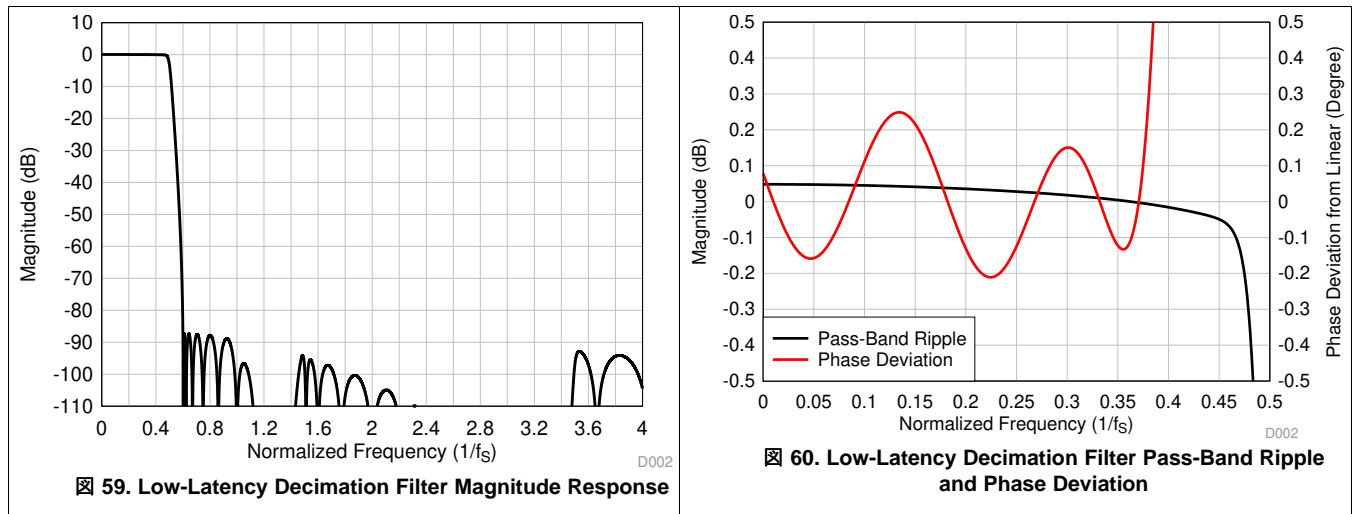 10
0
-10
-20
-30
-40
-50
-60
-70
-80
-90
-100
-110
Magnitude (dB)
0 0.4 0.8 1.2 1.6 2 2.4 2.8 3.2 3.6 4
Normalized Frequency (1/fS)
D002
図 59. Low-Latency Decimation Filter Magnitude Response
0.5
0.4
0.3
0.2
0.1
0
-0.1
-0.2
-0.3
-0.4
-0.5
Magnitude (dB)
Pass-Band Ripple
Phase Deviation
0.5
0.4
0.3
0.2
0.1
0
-0.1
-0.2
-0.3
-0.4
-0.5
Phase Deviation from Linear (Degree)
0 0.05 0.1 0.15 0.2 0.25 0.3 0.35 0.4 0.45 0.5
Normalized Frequency (1/fS)
D002
図 60. Low-Latency Decimation Filter Pass-Band Ripple
and Phase Deviation